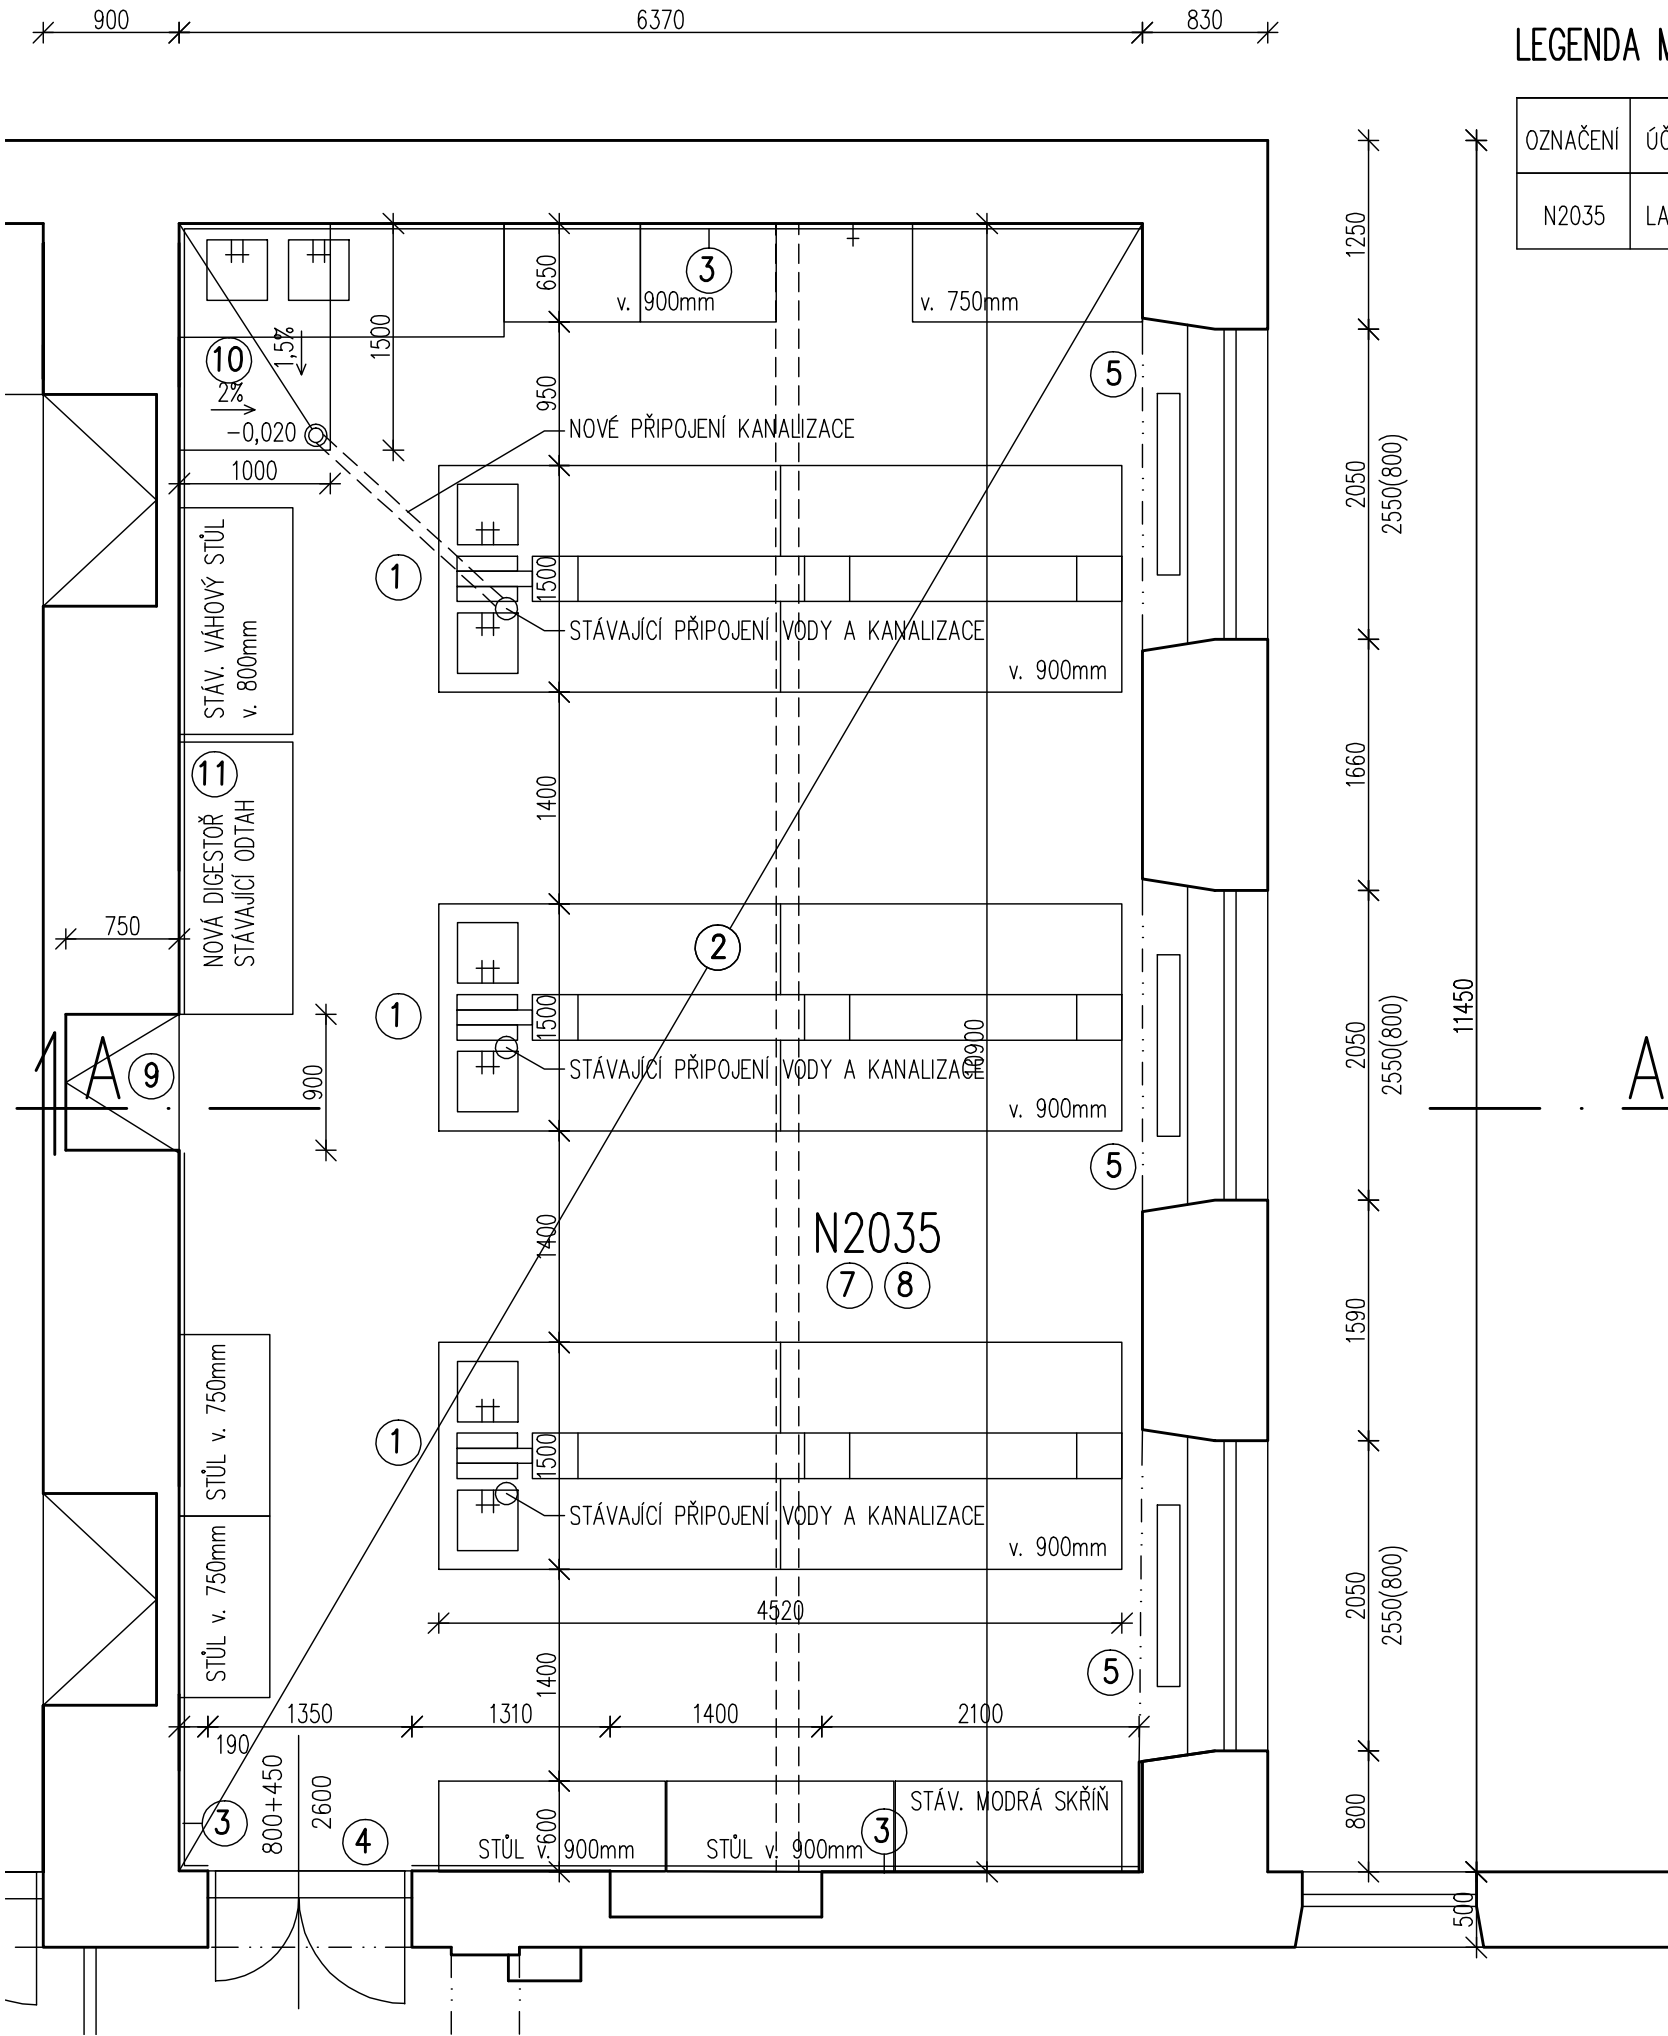 900
6370
830
LEGENDA
OZNAČENÍ
N2035
650
3
v. 900mm
v. 750mm
1250
10
1,5%
2%
-0,020
1500
1000
950
5
NOVÉ PŘIPOJENÍ KANALIZACE
2050
2550(800)
1
1500
STÁVAJÍCÍ PŘIPOJENÍ VODY A KANALIZACE
v. 900mm
STÁV. VÁHOVÝ STŮL
v. 800mm
11
NOVÁ DIGESTOŘ
STÁVAJÍCÍ ODTAH
1400
1660
750
2
1
1500
10900
STÁVAJÍCÍ PŘIPOJENÍ VODY A KANALIZACE
v. 900mm
2050
2550(800)
11450
A
9
900
A
5
1400
N2035
7
8
1590
STŮL v. 750mm
STŮL v. 750mm
1
1500
STÁVAJÍCÍ PŘIPOJENÍ VODY A KANALIZACE
v. 900mm
2050
2550(800)
4520
1400
5
190
1350
1310
1400
2100
800+450
2600
3
4
600
STŮL v. 900mm
STŮL v. 900mm
3
STÁV. MODRÁ SKŘÍŇ
800
500